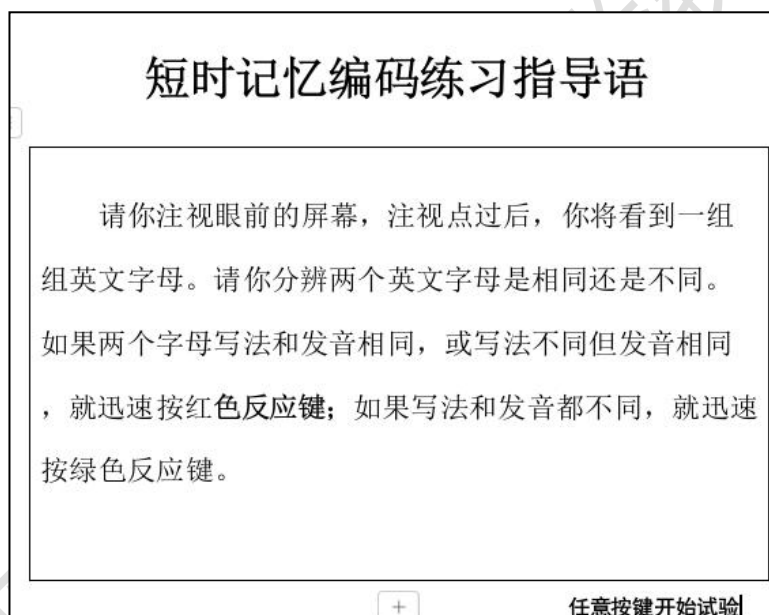 短时记忆编码练习指导语
请你注视眼前的屏幕，注视点过后，你将看到一组
组英文字母。请你分辨两个英文字母是相同还是不同。
如果两个字母写法和发音相同，或写法不同但发音相同
，就迅速按红色反应键；如果写法和发音都不同，就迅速
按绿色反应键。
任意按键开始试验